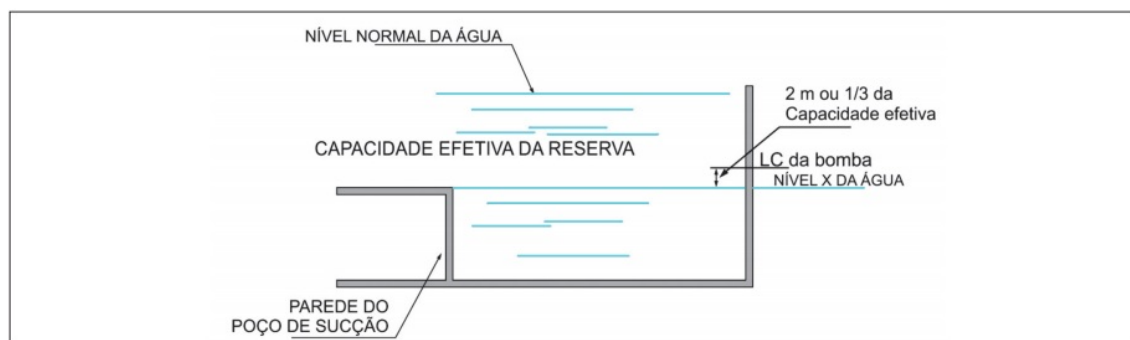 NÍVEL NORMAL DA ÁGUA
2 m ou 1/3 da
Capacidade efetiva
CAPACIDADE EFETIVA DA RESERVA
LC da bomba
NÍVEL X DA ÁGUA
PAREDE DO
POÇO DE SUCÇÃO